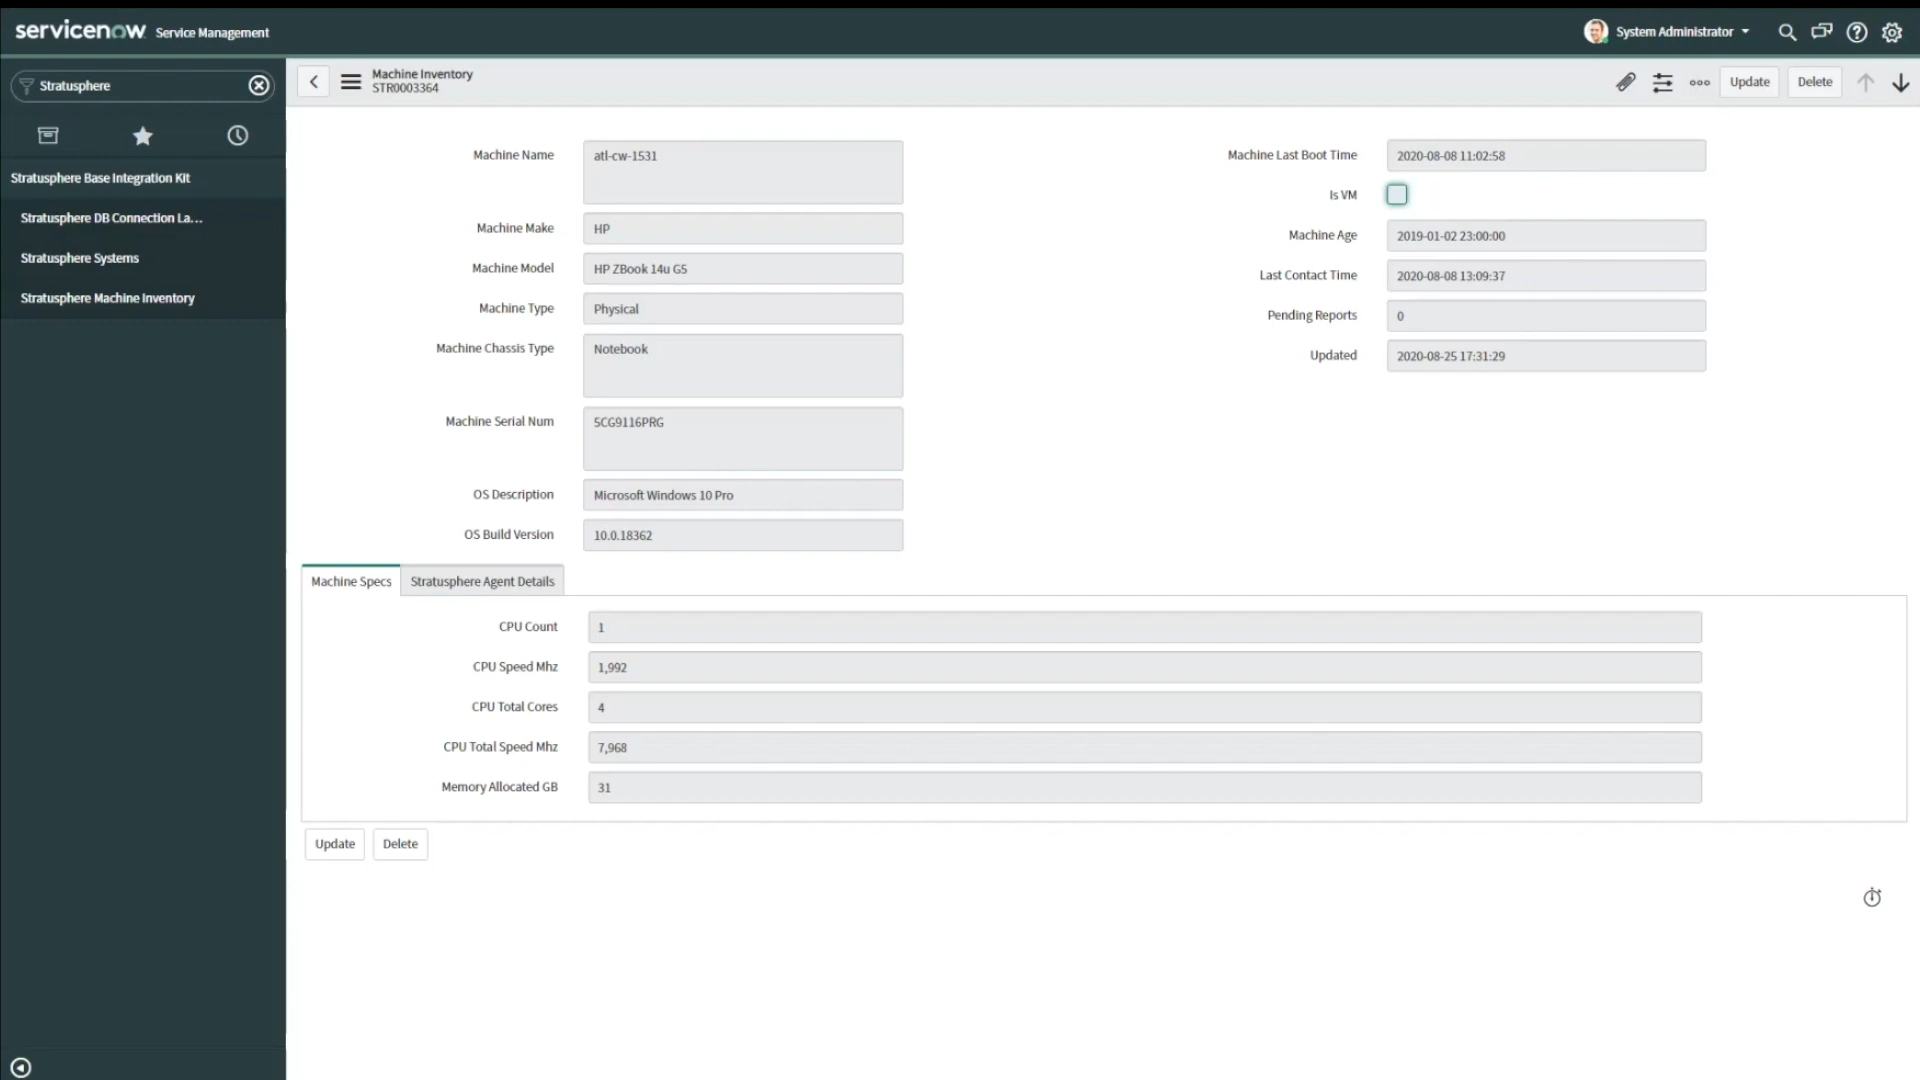 servicenow Service Management
System Administrator
Stratusphere
Stratusphere Base Integration Kit
Stratusphere DB Connection La...
Stratusphere Systems
Stratusphere Machine Inventory
Machine Inventory
STR0003364
Update
Delete
Machine Name
atl-cw-1531
Machine Make
HP
Machine Model
HP ZBook 14u G5
Machine Type
Physical
Machine Chassis Type
Notebook
Machine Serial Num
5CG9116PRG
OS Description
Microsoft Windows 10 Pro
OS Build Version
10.0.18362
Machine Last Boot Time
2020-08-08 11:02:58
Is VM
Machine Age
2019-01-02 23:00:00
Last Contact Time
2020-08-08 13:09:37
Pending Reports
0
Updated
2020-08-25 17:31:29
Machine Specs
Stratusphere Agent Details
CPU Count
1
CPU Speed Mhz
1,992
CPU Total Cores
4
CPU Total Speed Mhz
7,968
Memory Allocated GB
31
Update
Delete